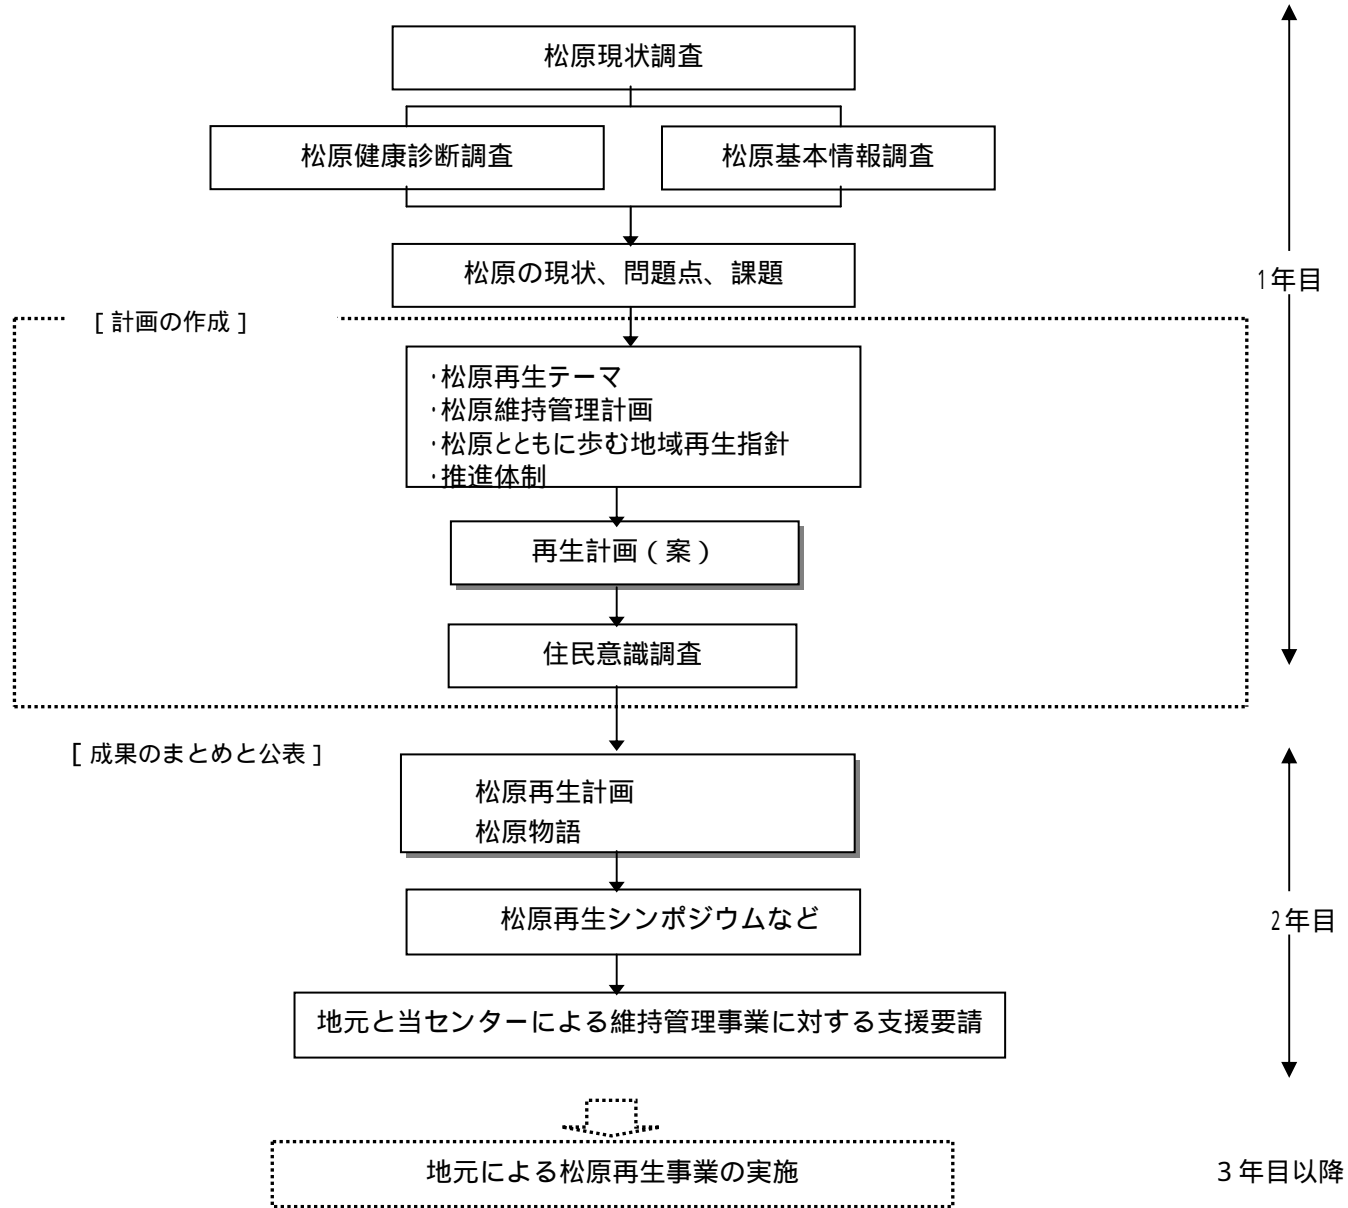 松原現状調査
松原健康診断調査
松原基本情報調査
松原の現状、問題点、課題
1年目
[ 計画の作成 ]
·松原再生テーマ
·松原維持管理計画
·松原とともに歩む地域再生指針
·推進体制
再生計画（案）
住民意識調査
[ 成果のまとめと公表 ]
松原再生計画
松原物語
松原再生シンポジウムなど
2年目
地元と当センターによる維持管理事業に対する支援要請
地元による松原再生事業の実施
３年目以降